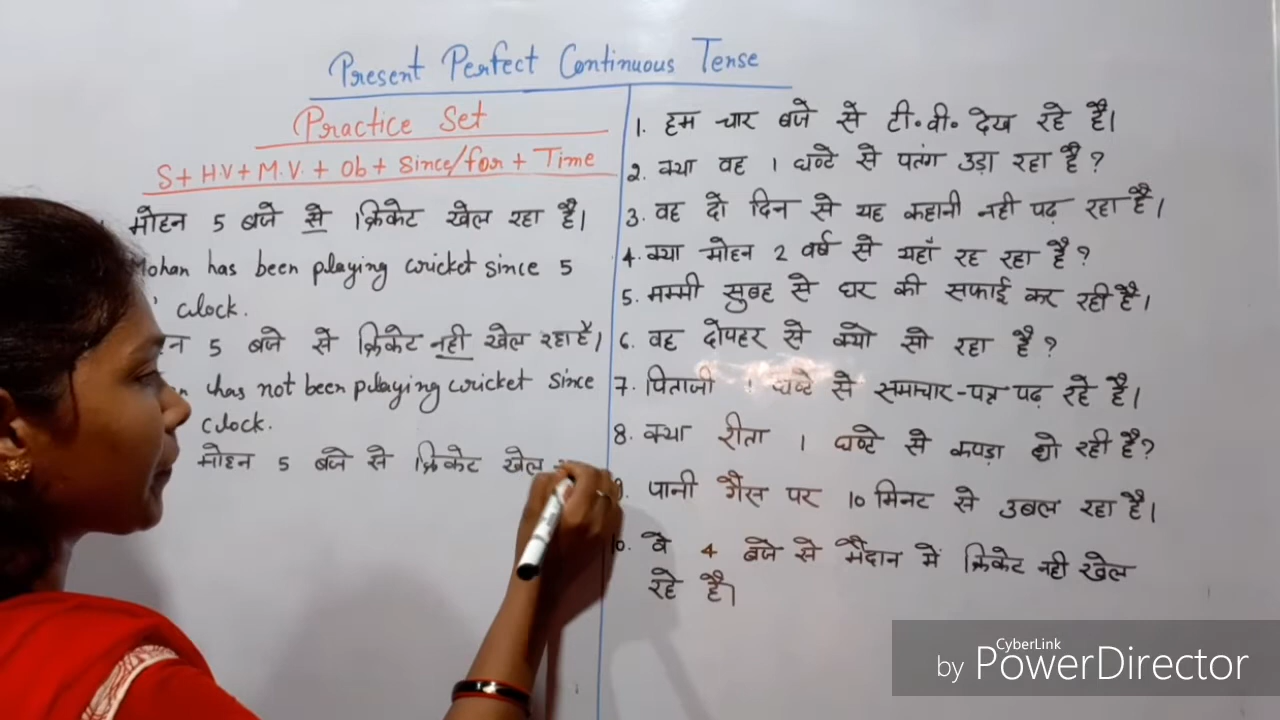 Present Perfect Continuous Tense
Practice Set
S + H.V + M.V. + Ob + Since/for + Time
मोहन 5 बजे से क्रिकेट खेल रहा है।
Mohan has been playing cricket since 5
' clock.
5 बजे से क्रिकेट नही खेल रहा है।
has not been playing cricket since
clock.
मोहन 5 बजे से क्रिकेट खेल
1. हम चार बजे से टी॰वी॰ देख रहे है।
2. क्या वह 1 घण्टे से पतंग उड़ा रहा है?
3. वह दो दिन से यह कहानी नही पढ़ रहा है।
4. क्या मोहन 2 वर्ष से यहाँ रह रहा है?
5. मम्मी सुबह से घर की सफाई कर रही है।
6. वह दोपहर से क्यो सो रहा है?
7. पिताजी 1 घण्टे से समाचार-पत्र पढ़ रहे है।
8. क्या रीता 1 घण्टे से कपड़ा धो रही है?
9. पानी गैस पर 10 मिनट से उबल रहा है।
10. वे 4 बजे से मैदान में क्रिकेट नही खेल
रहे है।
CyberLink
by PowerDirector